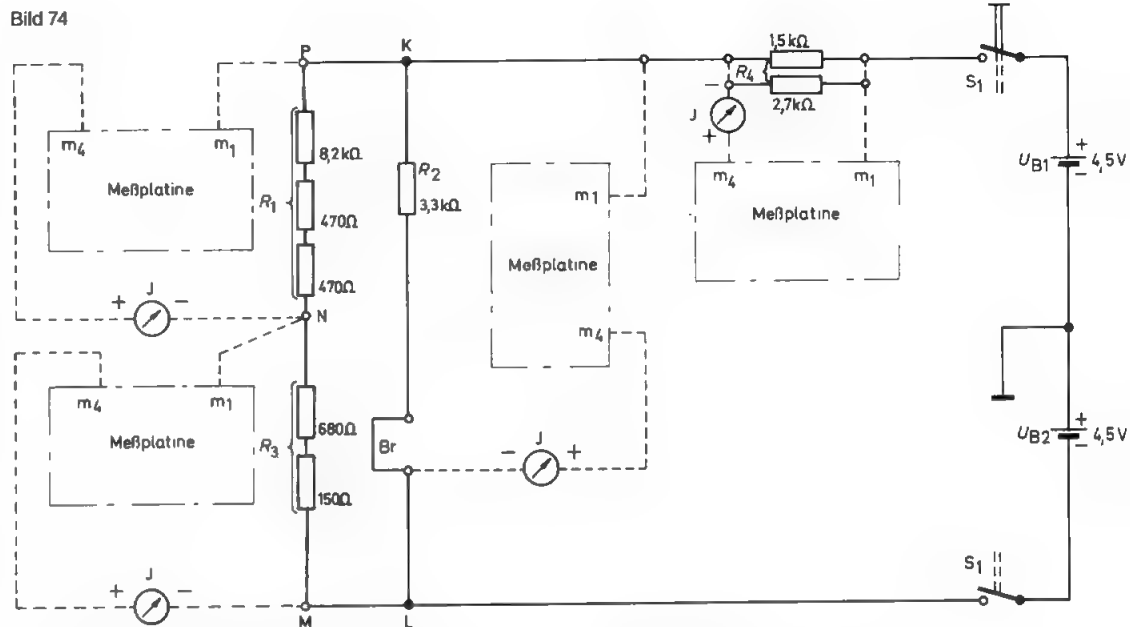 Bild 74
P
K
1,5kΩ
R4
2,7kΩ
S1
J
−
+
m4
m1
Meßplatine
R1
8,2kΩ
470Ω
470Ω
R2
3,3kΩ
m1
Meßplatine
m4
m4
m1
Meßplatine
UB1
+
−
4,5V
+
J
−
N
m4
m1
Meßplatine
R3
680Ω
150Ω
Br
−
J
+
UB2
+
−
4,5V
+
J
−
M
L
S1